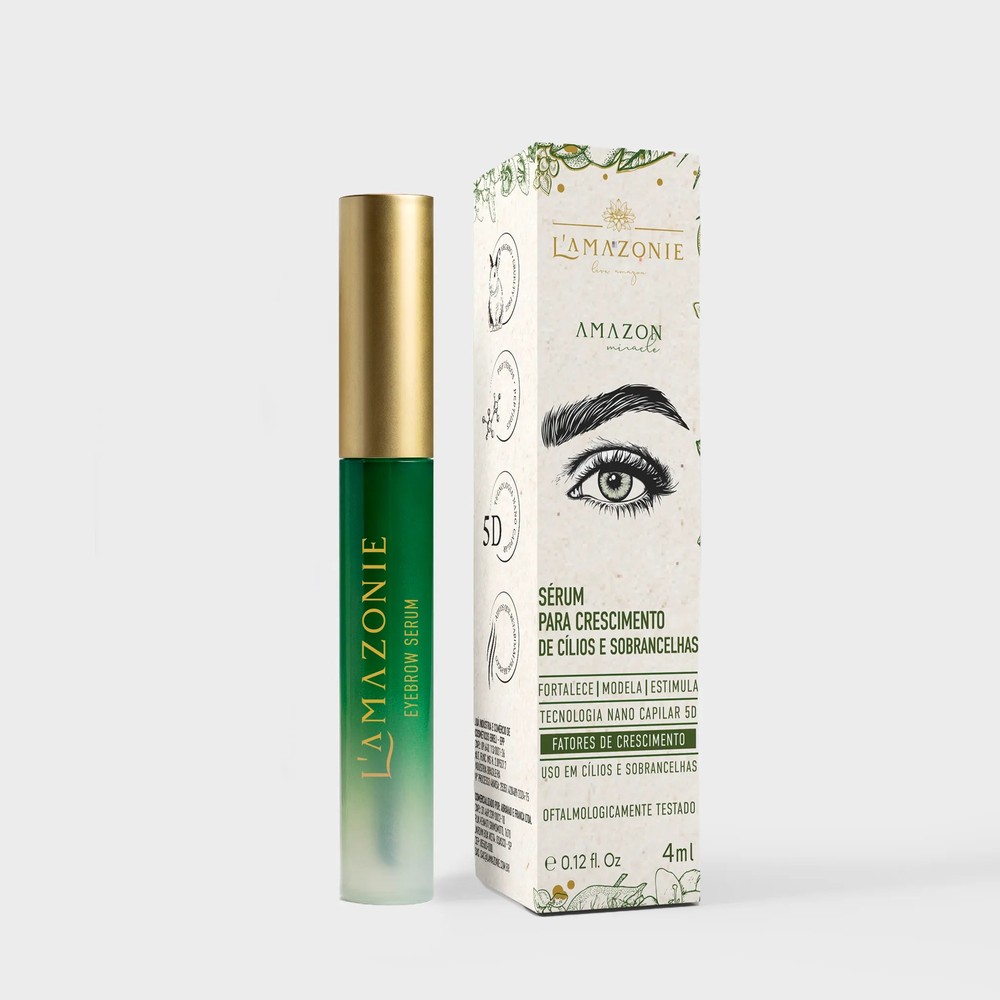 L'AMAZONIE
EYEBROW SERUM
L'AMAZONIE
AMAZON
miracle
SÉRUM
PARA CRESCIMENTO
DE CÍLIOS E SOBRANCELHAS
FORTALECE | MODELA | ESTIMULA
TECNOLOGIA NANO CAPILAR 5D
FATORES DE CRESCIMENTO
USO EM CÍLIOS E SOBRANCELHAS
OFTALMOLOGICAMENTE TESTADO
℮ 0.12 fl. Oz
4ml
5D